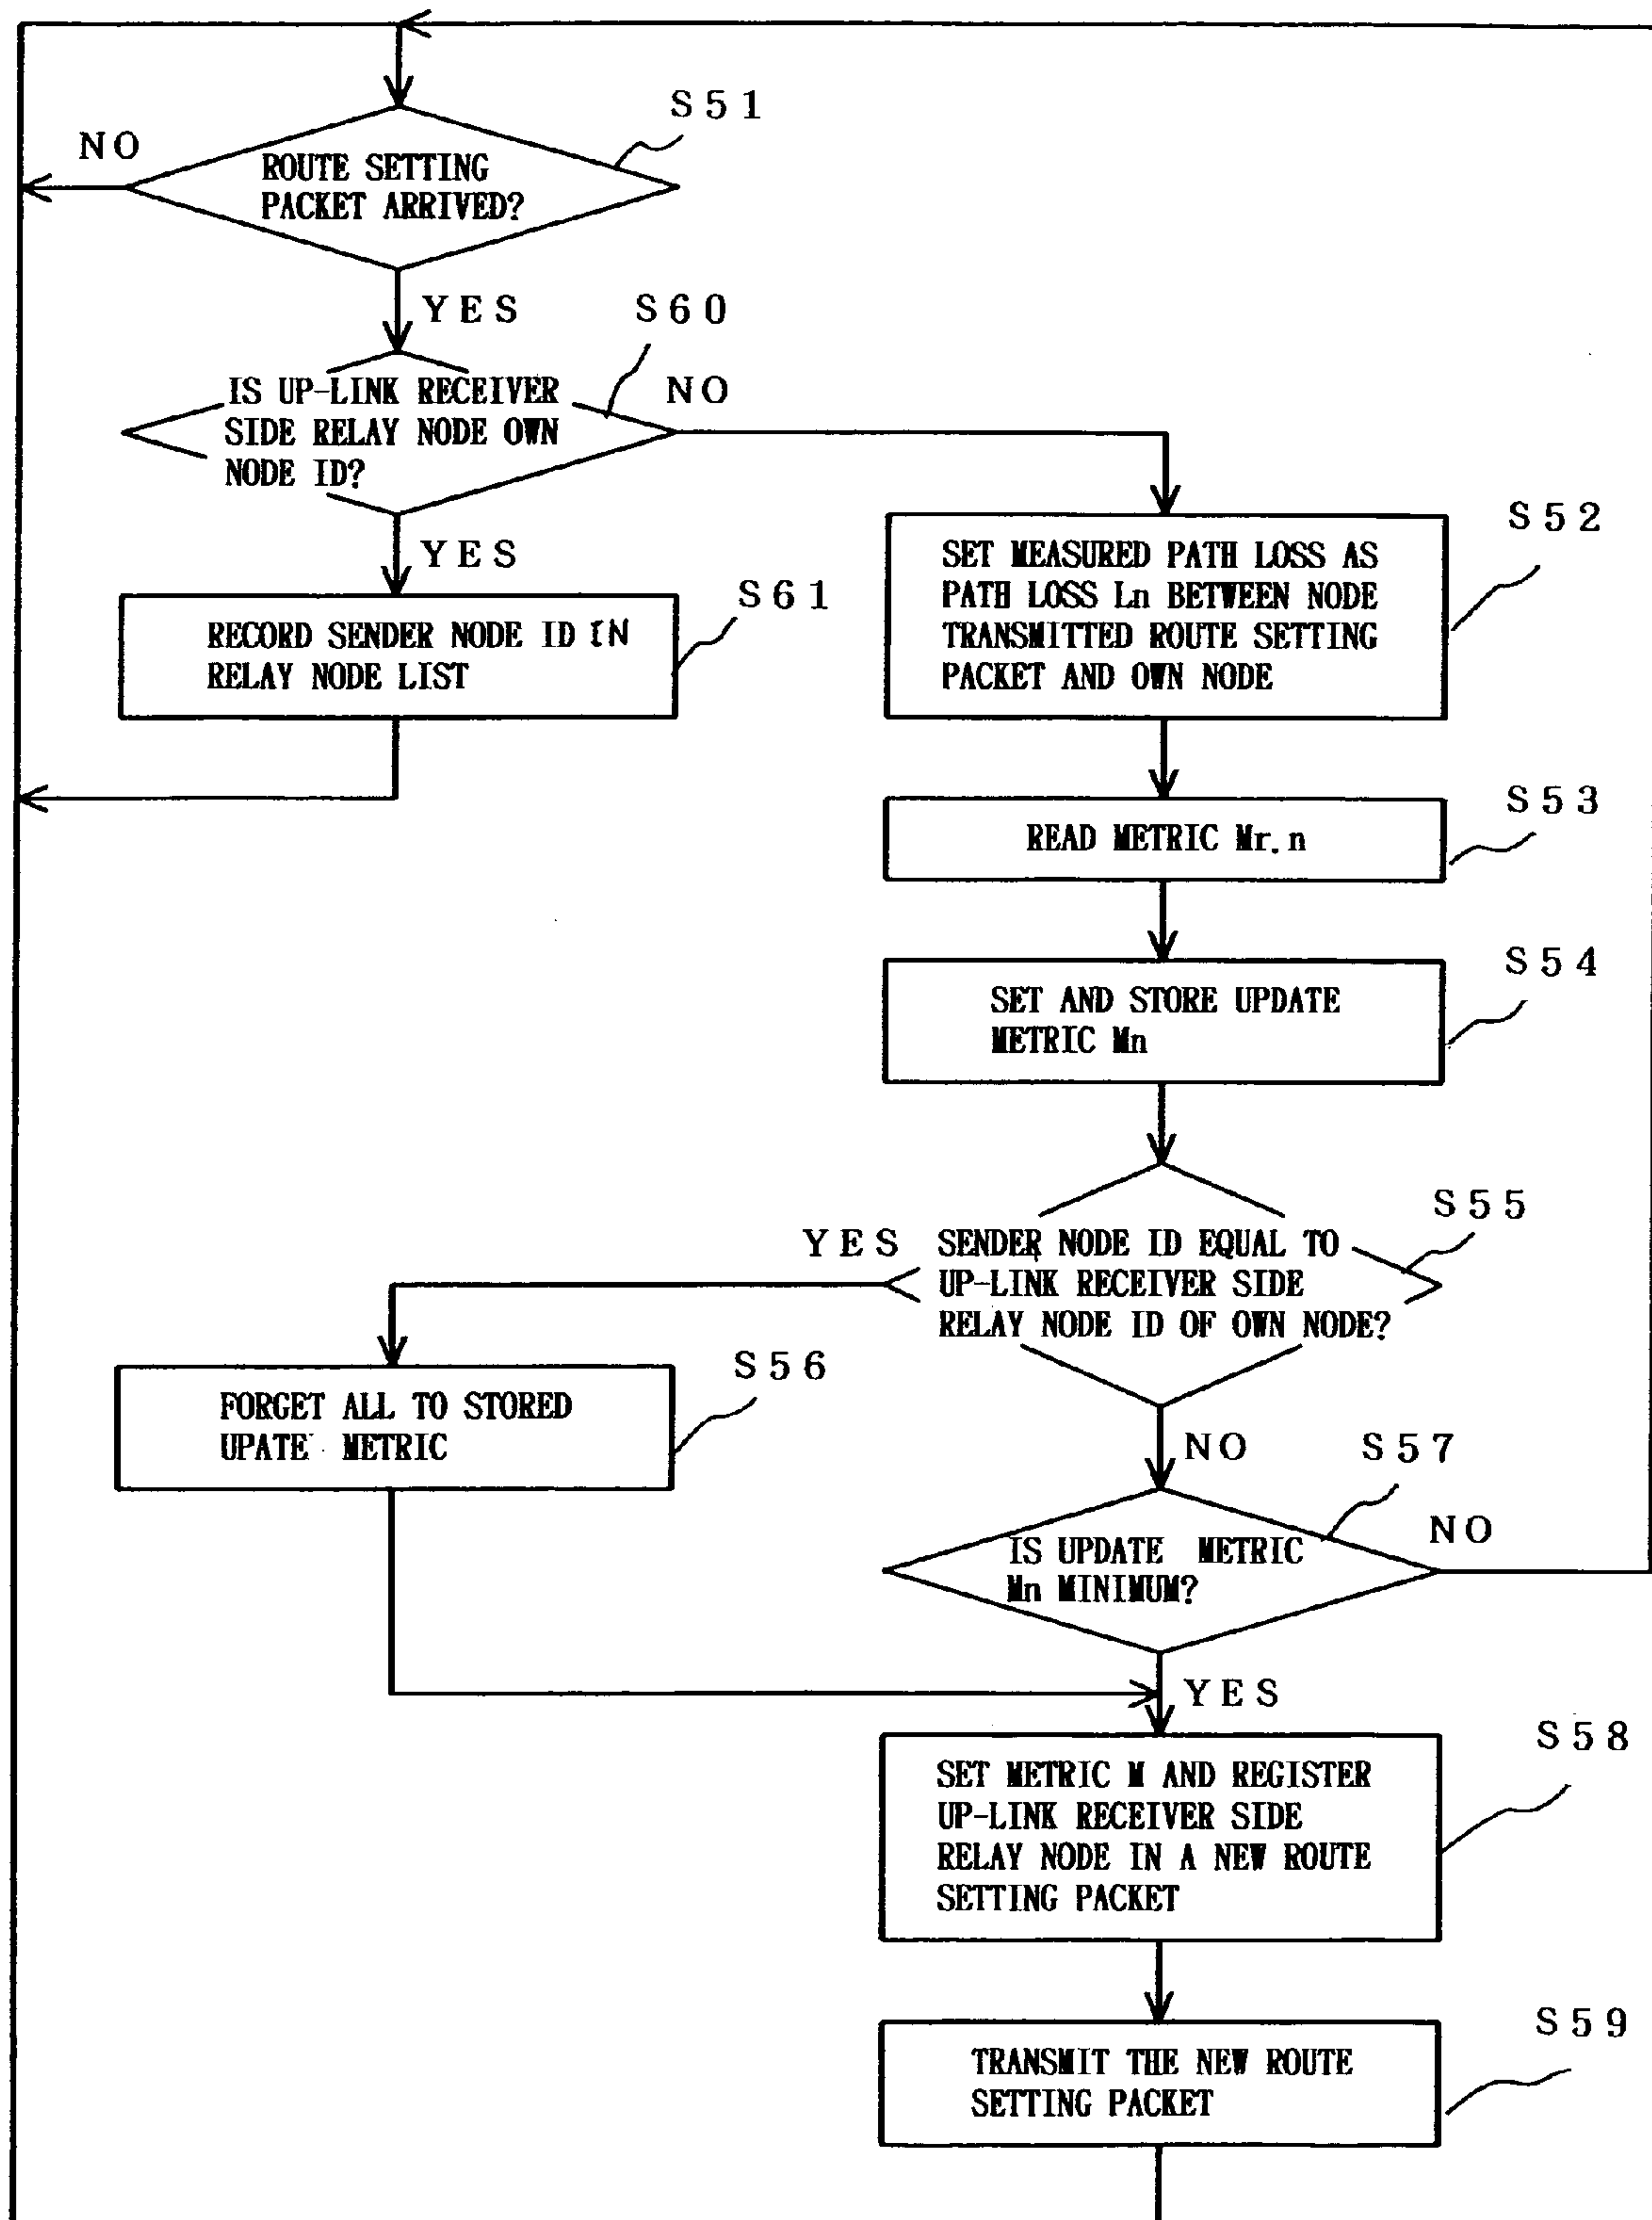 S51
NO
ROUTE SETTING
PACKET ARRIVED?
YES
S60
IS UP-LINK RECEIVER
SIDE RELAY NODE OWN
NODE ID?
NO
YES
S61
RECORD SENDER NODE ID IN
RELAY NODE LIST
S52
SET MEASURED PATH LOSS AS
PATH LOSS Ln BETWEEN NODE
TRANSMITTED ROUTE SETTING
PACKET AND OWN NODE
S53
READ METRIC Mr.n
S54
SET AND STORE UPDATE
METRIC Mn
S55
YES
SENDER NODE ID EQUAL TO
UP-LINK RECEIVER SIDE
RELAY NODE ID OF OWN NODE?
S56
FORGET ALL TO STORED
UPATE METRIC
NO
S57
IS UPDATE METRIC
Mn MINIMUM?
NO
YES
S58
SET METRIC M AND REGISTER
UP-LINK RECEIVER SIDE
RELAY NODE IN A NEW ROUTE
SETTING PACKET
S59
TRANSMIT THE NEW ROUTE
SETTING PACKET